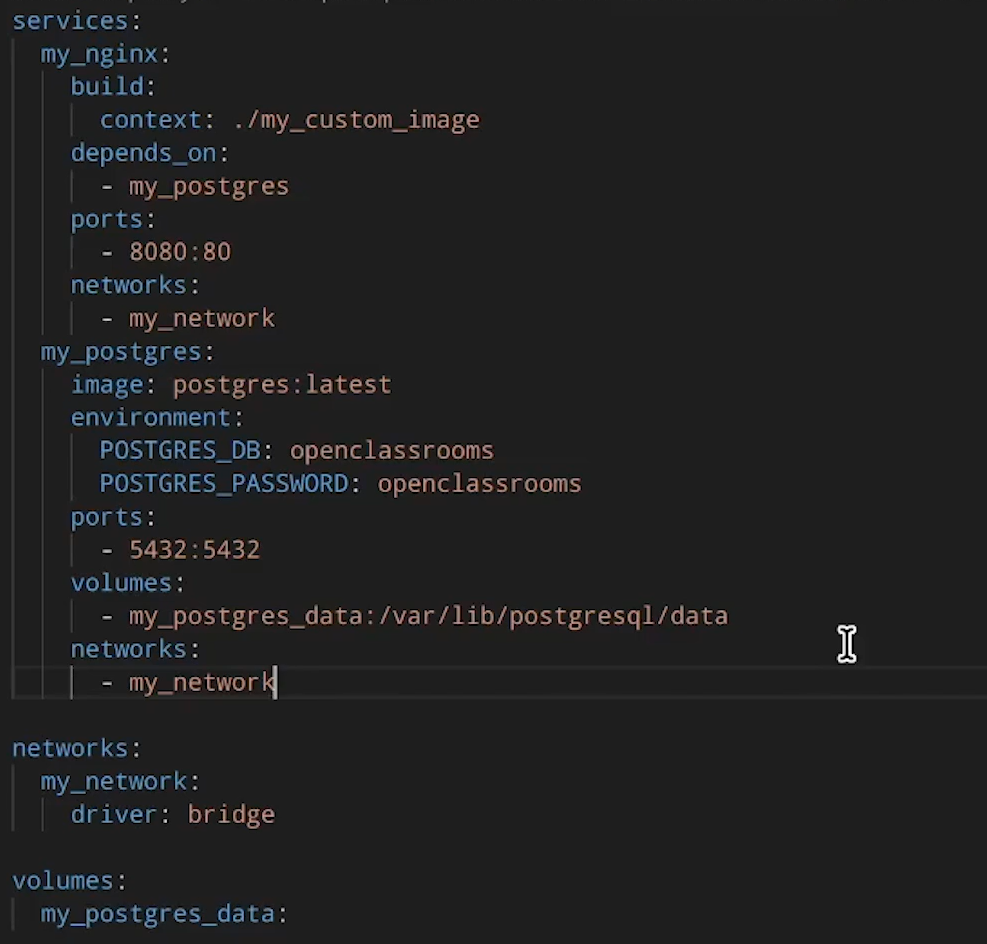 services:
  my_nginx:
    build:
      context: ./my_custom_image
    depends_on:
      - my_postgres
    ports:
      - 8080:80
    networks:
      - my_network
  my_postgres:
    image: postgres:latest
    environment:
      POSTGRES_DB: openclassrooms
      POSTGRES_PASSWORD: openclassrooms
    ports:
      - 5432:5432
    volumes:
      - my_postgres_data:/var/lib/postgresql/data
    networks:
      - my_network
networks:
  my_network:
    driver: bridge
volumes:
  my_postgres_data: